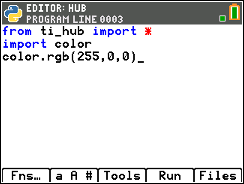 EDITOR: HUB
PROGRAM LINE 0003
from ti_hub import *
import color
color.rgb(255,0,0)_
Fns… a A # Tools Run Files